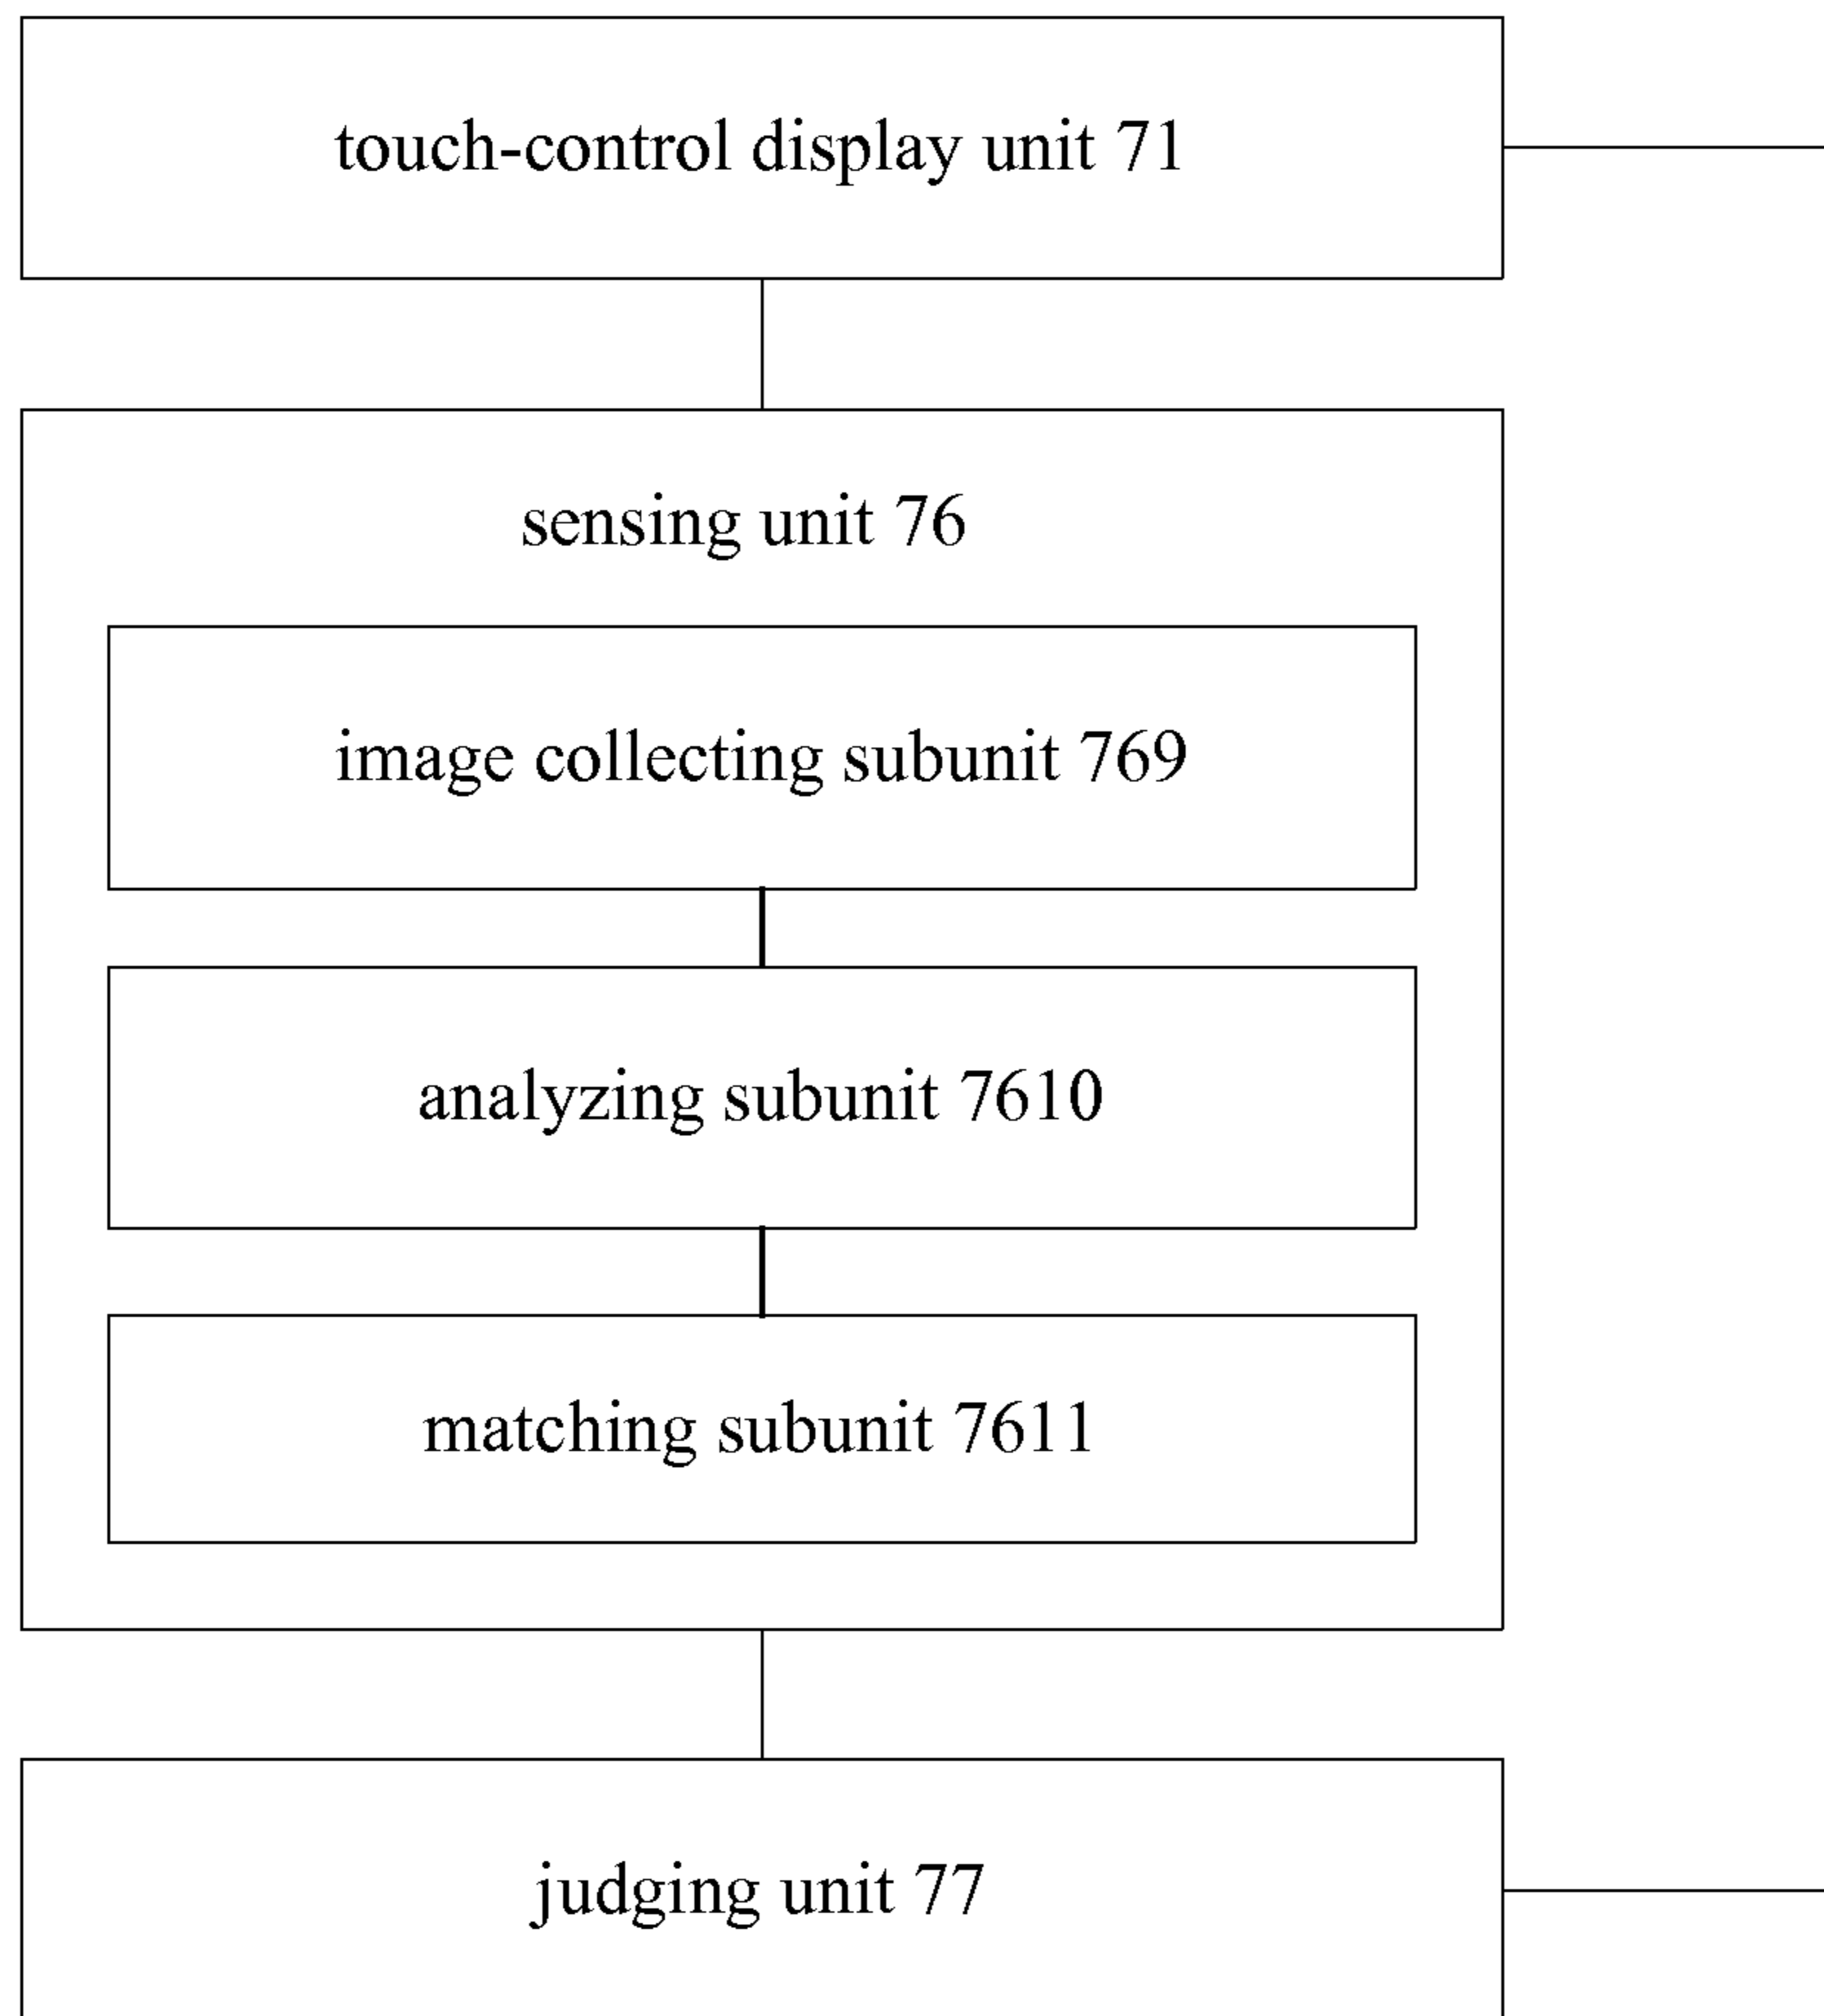 touch-control display unit 71
sensing unit 76
image collecting subunit 769
analyzing subunit 7610
matching subunit 7611
judging unit 77